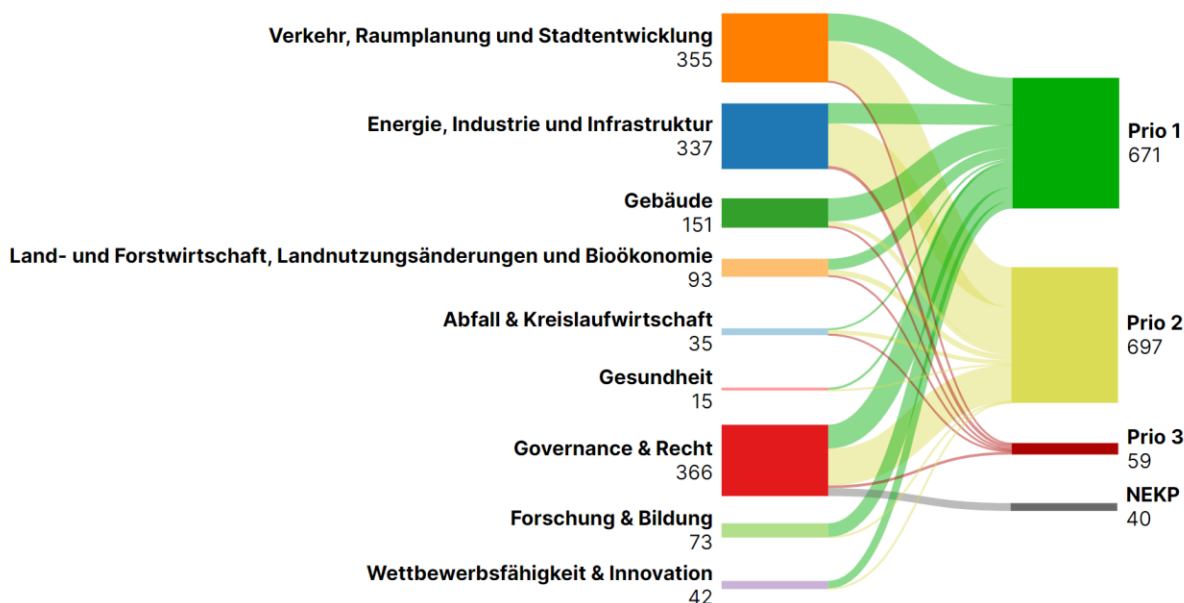 Verkehr, Raumplanung und Stadtentwicklung
355
Energie, Industrie und Infrastruktur
337
Gebäude
151
Land- und Forstwirtschaft, Landnutzungsänderungen und Bioökonomie
93
Abfall & Kreislaufwirtschaft
35
Gesundheit
15
Governance & Recht
366
Forschung & Bildung
73
Wettbewerbsfähigkeit & Innovation
42
Prio 1
671
Prio 2
697
Prio 3
59
NEKP
40